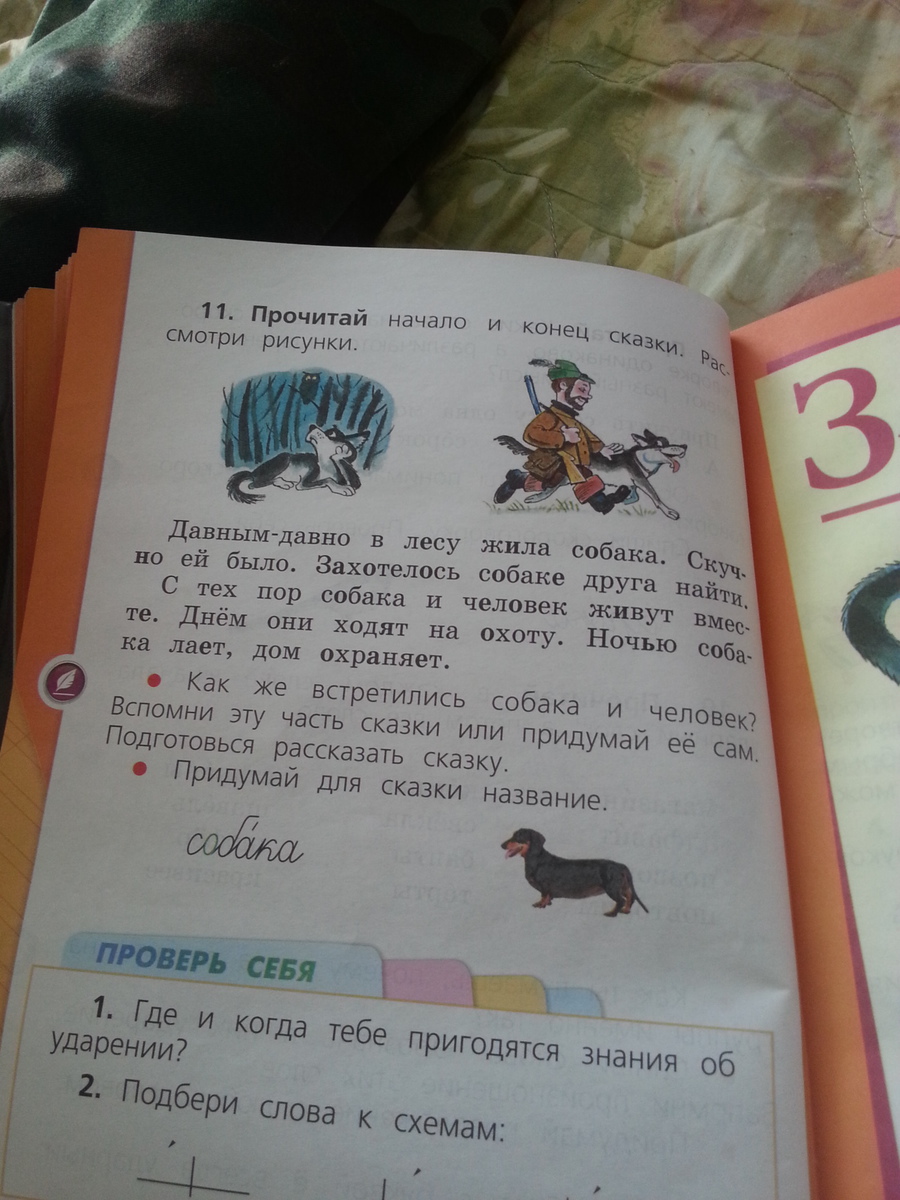 11. Прочитай начало и конец сказки. Рас-
смотри рисунки.
Давным-давно в лесу жила собака. Скуч-
но ей было. Захотелось собаке друга найти.
С тех пор собака и человек живут вмес-
те. Днём они ходят на охоту. Ночью соба-
ка лает, дом охраняет.
• Как же встретились собака и человек?
Вспомни эту часть сказки или придумай её сам.
Подготовься рассказать сказку.
• Придумай для сказки название.
соба́ка
ПРОВЕРЬ СЕБЯ
1. Где и когда тебе пригодятся знания об
ударении?
2. Подбери слова к схемам:
З